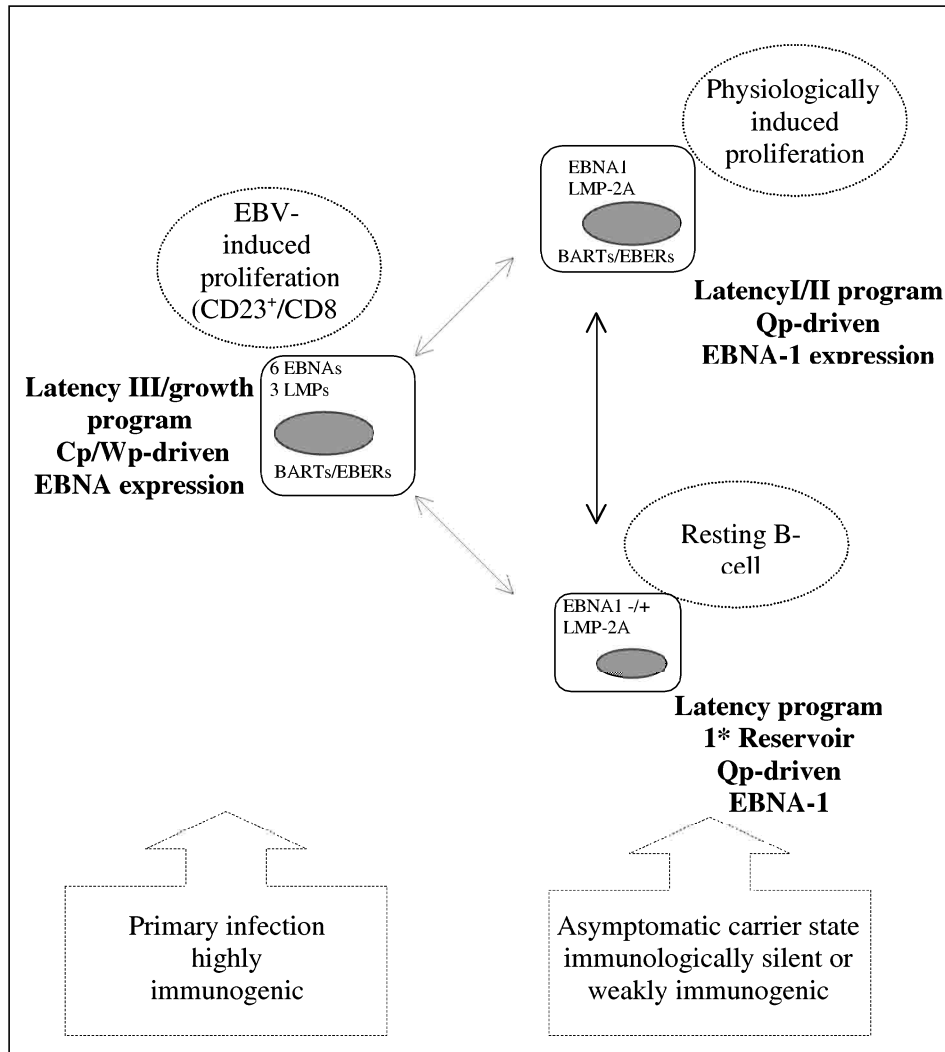 Physiologically
induced
proliferation
EBNA1
LMP-2A
BARTs/EBERs
LatencyI/II program
Qp-driven
EBNA-1 expression
EBV-
induced
proliferation
(CD23⁺/CD8
6 EBNAs
3 LMPs
BARTs/EBERs
Latency III/growth
program
Cp/Wp-driven
EBNA expression
Resting B-
cell
EBNA1 -/+
LMP-2A
Latency program
1* Reservoir
Qp-driven
EBNA-1
Primary infection
highly
immunogenic
Asymptomatic carrier state
immunologically silent or
weakly immunogenic